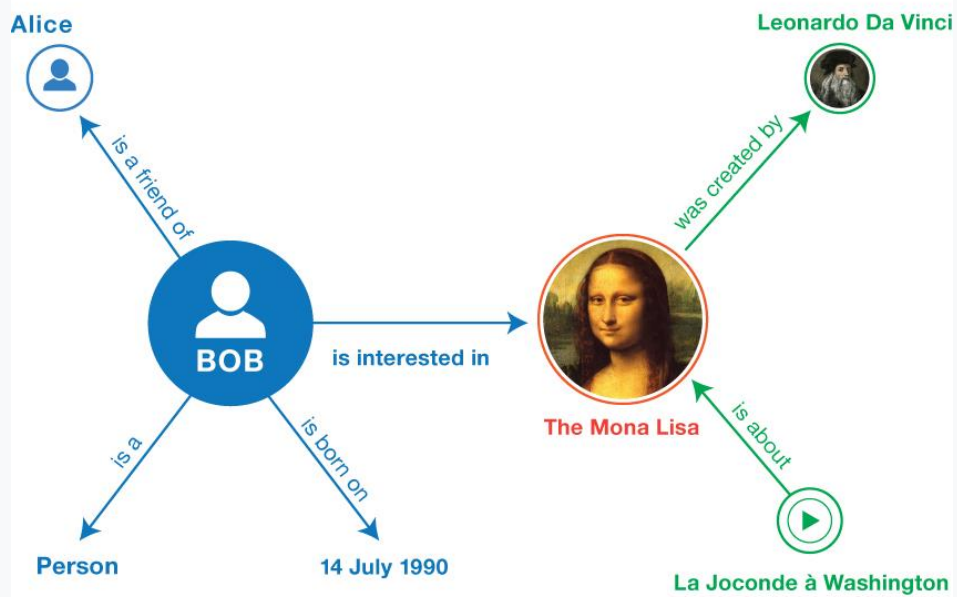 Alice
Leonardo Da Vinci
is a friend of
was created by
BOB
is interested in
The Mona Lisa
is a
is born on
is about
Person
14 July 1990
La Joconde à Washington